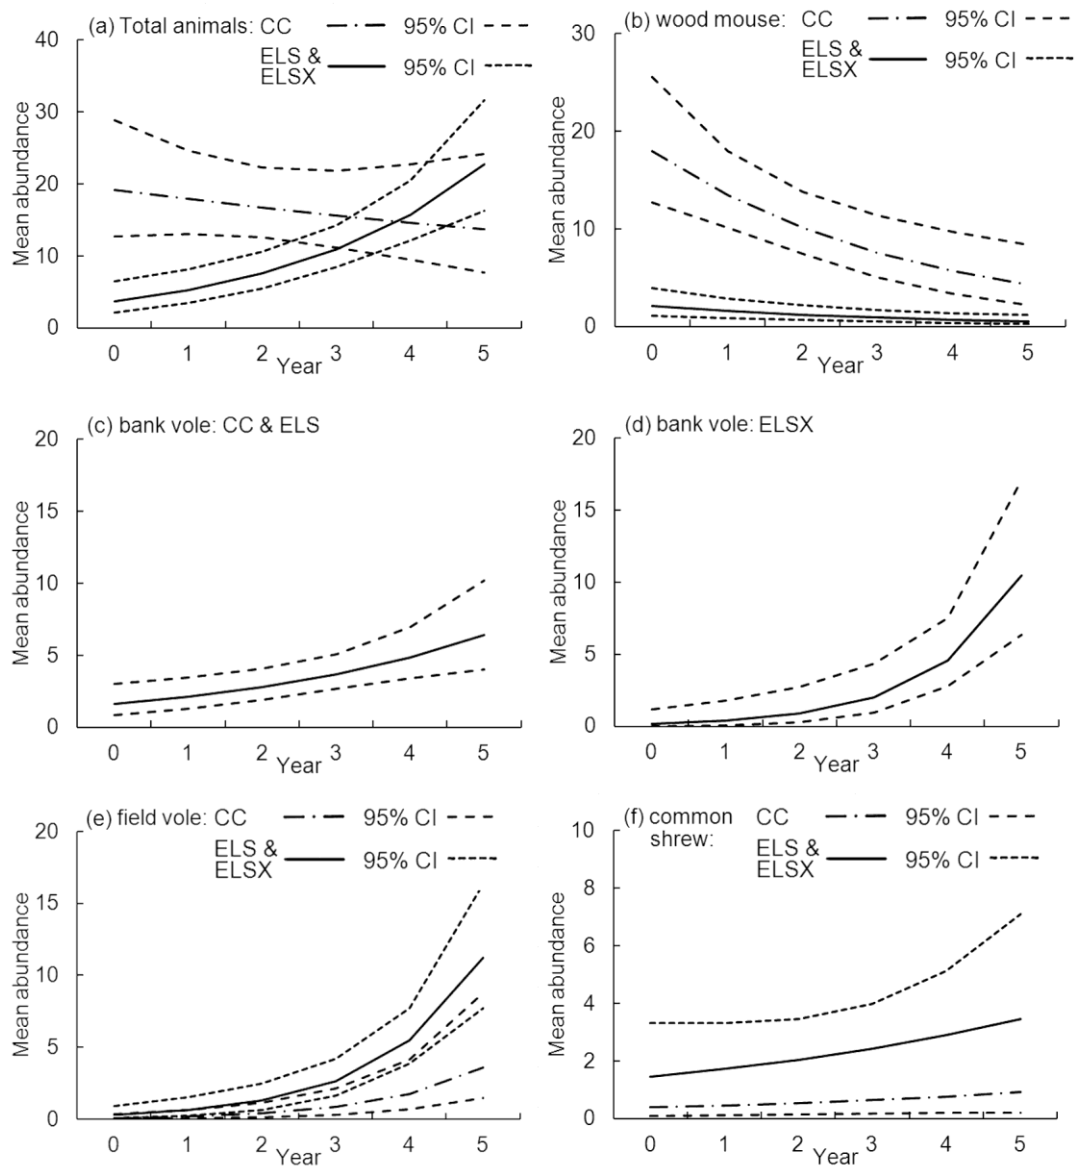 (a) Total animals: CC 95% CI
ELS & ELSX 95% CI
40
30
20
10
0
Mean abundance
0 1 2 3 4 5
Year
(b) wood mouse: CC 95% CI
ELS & ELSX 95% CI
30
20
10
0
Mean abundance
0 1 2 3 4 5
Year
(c) bank vole: CC & ELS
20
15
10
5
0
Mean abundance
0 1 2 3 4 5
Year
(d) bank vole: ELSX
20
15
10
5
0
Mean abundance
0 1 2 3 4 5
Year
(e) field vole: CC 95% CI
ELS & ELSX 95% CI
20
15
10
5
0
Mean abundance
0 1 2 3 4 5
Year
(f) common shrew: CC 95% CI
ELS & ELSX 95% CI
10
8
6
4
2
0
Mean abundance
0 1 2 3 4 5
Year